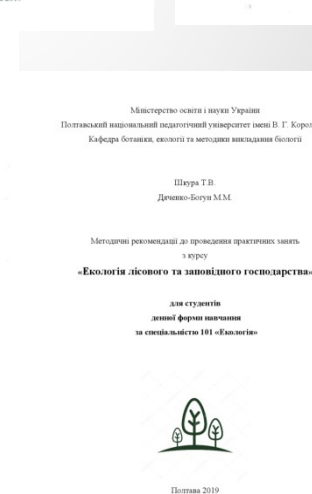 Міністерство освіти і науки України
Полтавський національний педагогічний університет імені В. Г. Корол
Кафедра ботаніки, екології та методики викладання біології
Шкура Т.В.
Дяченко-Богун М.М.
Методичні рекомендації до проведення практичних занять
з курсу
«Екологія лісового та заповідного господарства»
для студентів
денної форми навчання
за спеціальністю 101 «Екологія»
Полтава 2019